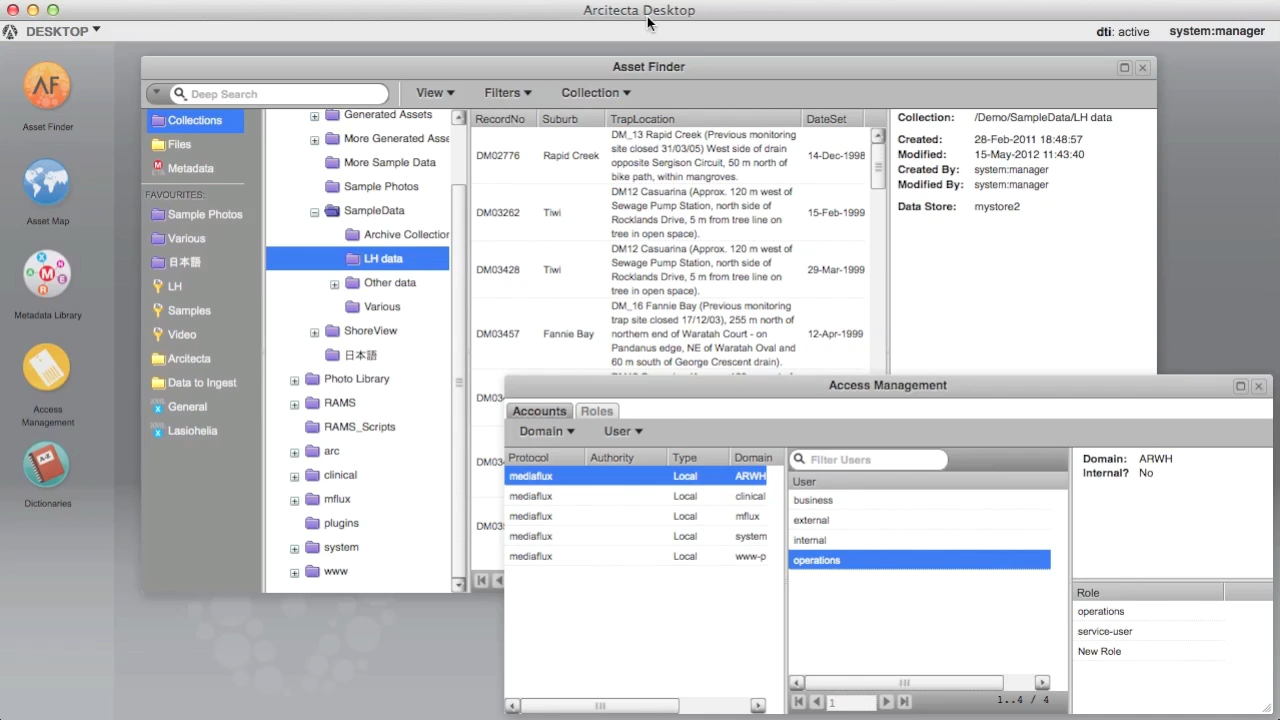 Arcitecta Desktop
DESKTOP
dti: active
system:manager
Asset Finder
Asset Map
Metadata Library
Access
Management
Dictionaries
Asset Finder
Deep Search
View
Filters
Collection
Collections
Files
Metadata
FAVOURITES:
Sample Photos
Various
日本語
LH
Samples
Video
Arcitecta
Data to Ingest
General
Lasiohelia
Generated Assets
More Generated Asse
More Sample Data
Sample Photos
SampleData
Archive Collection
LH data
Other data
Various
ShoreView
日本語
Photo Library
RAMS
RAMS_Scripts
arc
clinical
mflux
plugins
system
www
RecordNo Suburb TrapLocation DateSet
DM02776 Rapid Creek DM_13 Rapid Creek (Previous monitoring 14-Dec-1998
site closed 31/03/05) West side of drain
opposite Sergison Circuit, 50 m north of
bike path, within mangroves.
DM03262 Tiwi DM12 Casuarina (Approx. 120 m west of 15-Feb-1999
Sewage Pump Station, north side of
Rocklands Drive, 5 m from tree line on
tree in open space).
DM03428 Tiwi DM12 Casuarina (Approx. 120 m west of 29-Mar-1999
Sewage Pump Station, north side of
Rocklands Drive, 5 m from tree line on
tree in open space).
DM03457 Fannie Bay DM_16 Fannie Bay (Previous monitoring 12-Apr-1999
trap site closed 17/12/03), 255 m north of
northern end of Waratah Court - on
Pandanus edge, NE of Waratah Oval and
60 m south of George Crescent drain).
Collection: /Demo/SampleData/LH data
Created: 28-Feb-2011 18:48:57
Modified: 15-May-2012 11:43:40
Created By: system:manager
Modified By: system:manager
Data Store: mystore2
Access Management
Accounts Roles
Domain User
Protocol Authority Type Domain
mediaflux Local ARWH
mediaflux Local clinical
mediaflux Local mflux
mediaflux Local system
mediaflux Local www-p
Filter Users
User
business
external
internal
operations
1
1..4 / 4
Domain: ARWH
Internal? No
Role
operations
service-user
New Role